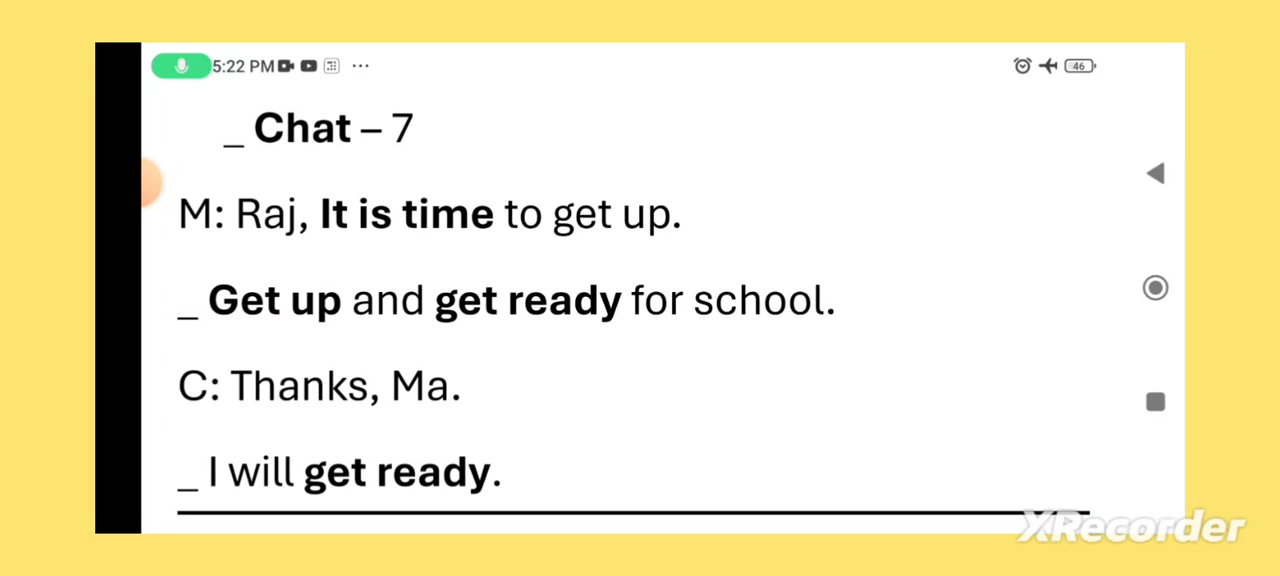 5:22 PM ...
46
_ Chat – 7
M: Raj, It is time to get up.
_ Get up and get ready for school.
C: Thanks, Ma.
_ I will get ready.
XRecorder